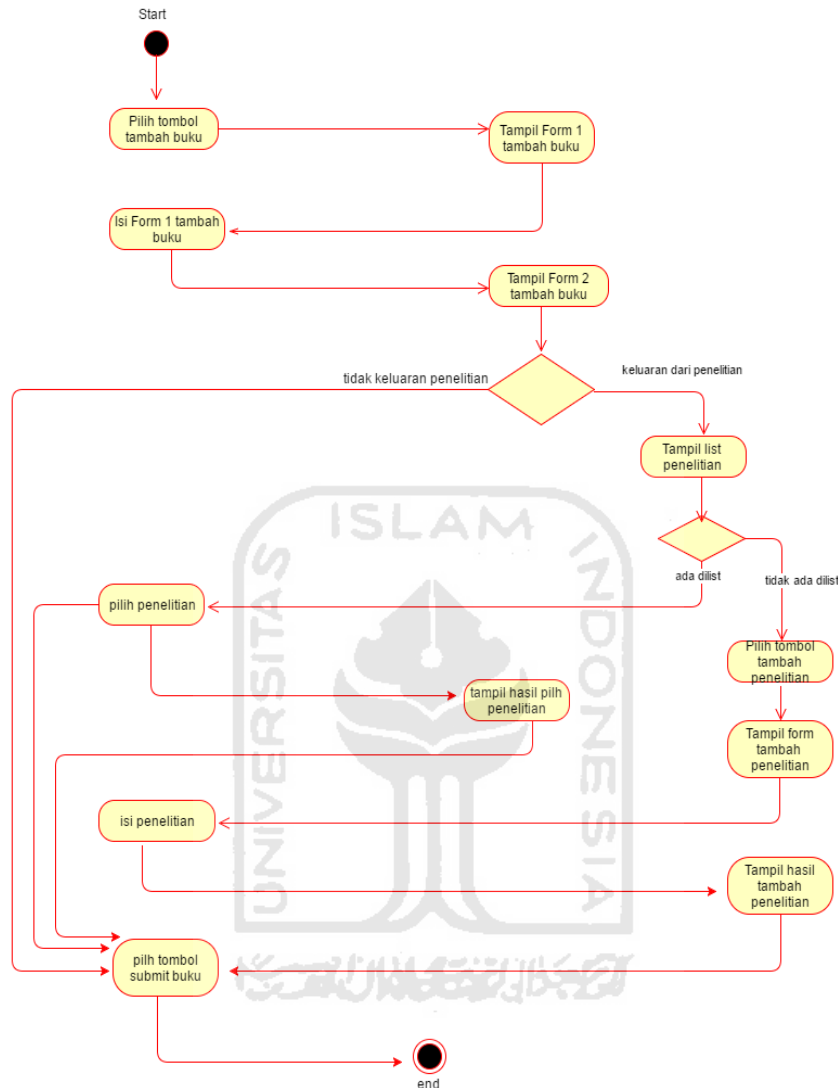 Start
Pilih tombol
tambah buku
Tampil Form 1
tambah buku
Isi Form 1 tambah
buku
Tampil Form 2
tambah buku
tidak keluaran penelitian
keluaran dari penelitian
Tampil list
penelitian
ada dilist
tidak ada dilist
pilih penelitian
Pilih tombol
tambah
penelitian
tampil hasil pilh
penelitian
Tampil form
tambah
penelitian
isi penelitian
Tampil hasil
tambah
penelitian
pilh tombol
submit buku
end
UNIVERSITAS
ISLAM
INDONESIA